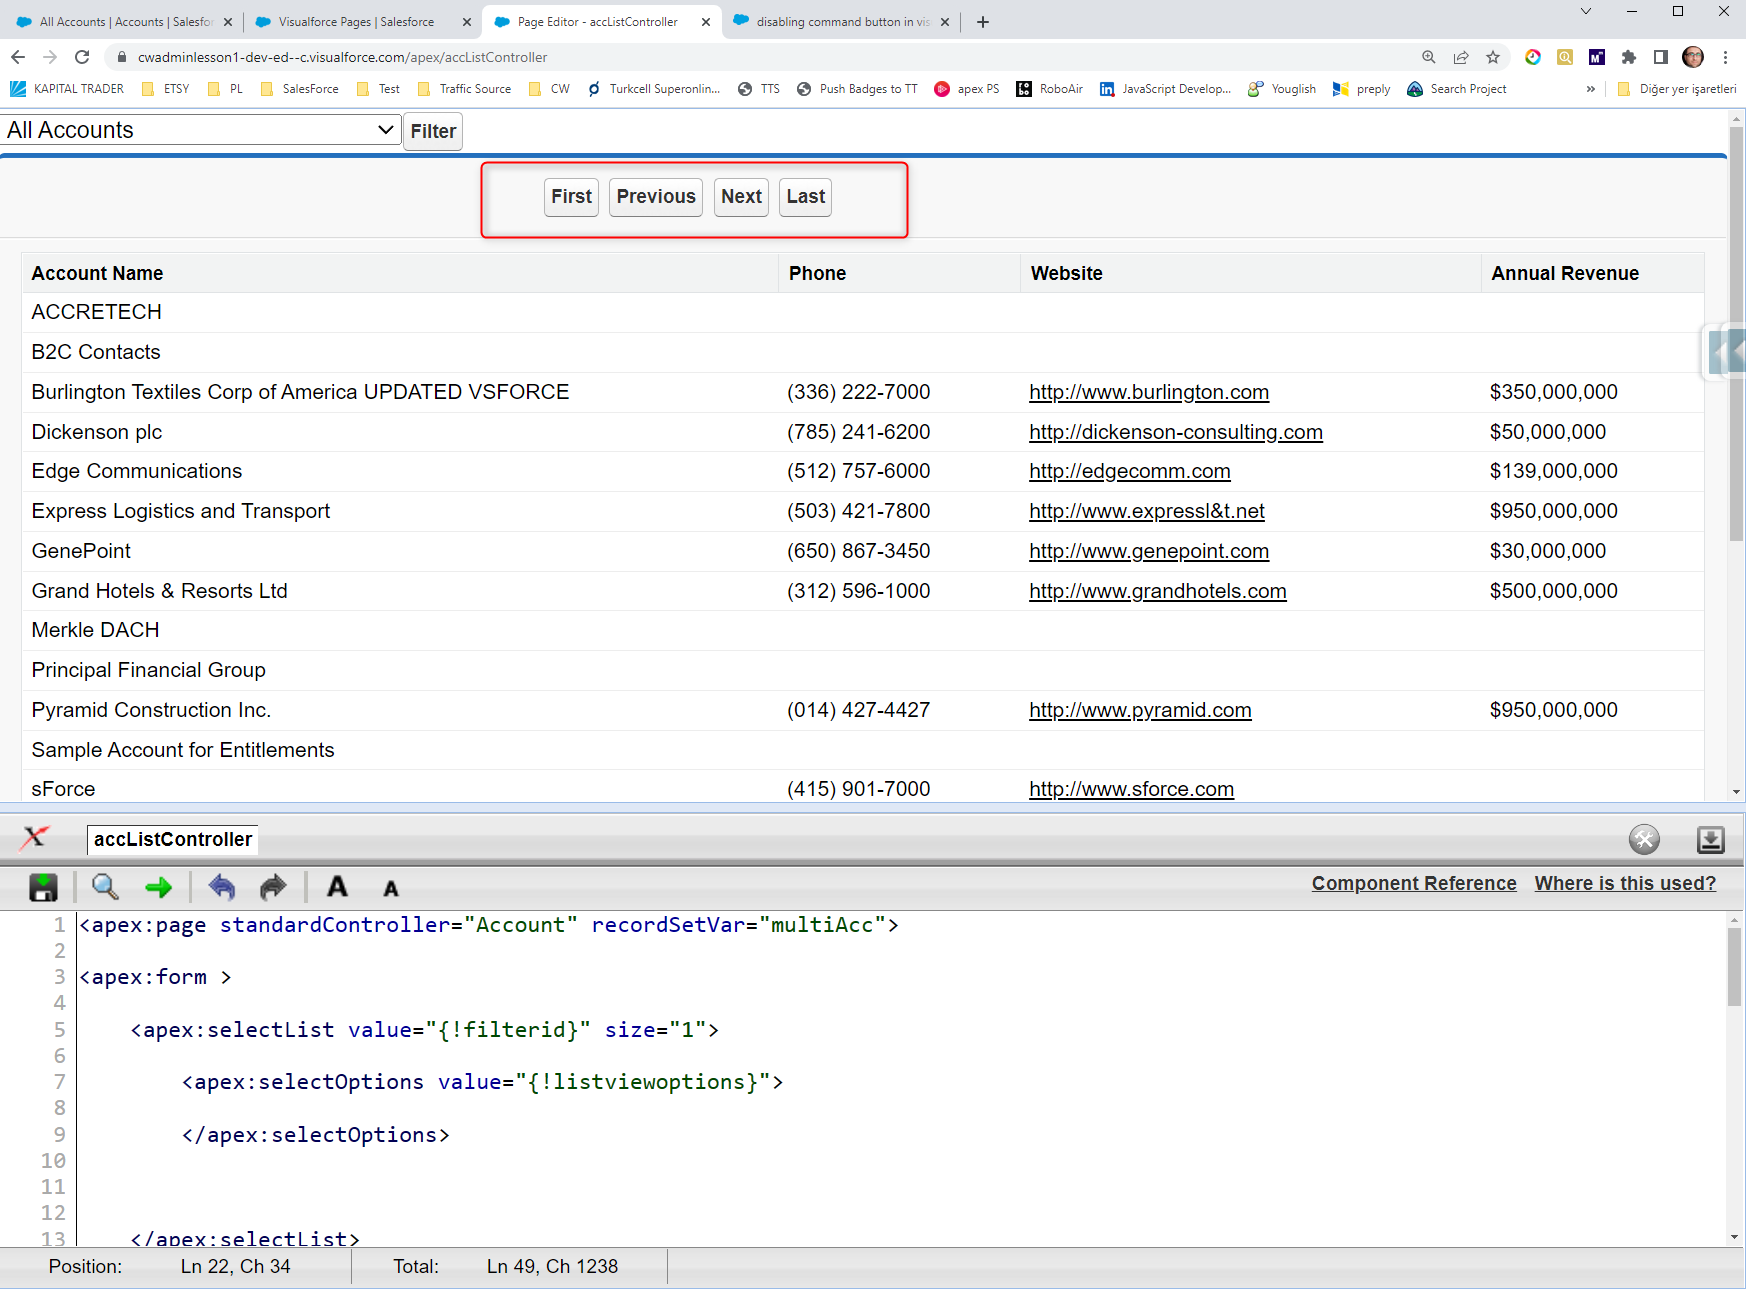 All Accounts | Accounts | Salesfor
Visualforce Pages | Salesforce
Page Editor - accListController
disabling command button in vis
cwadminlesson1-dev-ed--c.visualforce.com/apex/accListController
KAPITAL TRADER ETSY PL SalesForce Test Traffic Source CW Turkcell Superonlin... TTS Push Badges to TT apex PS RoboAir JavaScript Develop... Youglish preply Search Project » Diğer yer işaretleri
All Accounts Filter
First Previous Next Last
Account Name Phone Website Annual Revenue
ACCRETECH
B2C Contacts
Burlington Textiles Corp of America UPDATED VSFORCE (336) 222-7000 http://www.burlington.com $350,000,000
Dickenson plc (785) 241-6200 http://dickenson-consulting.com $50,000,000
Edge Communications (512) 757-6000 http://edgecomm.com $139,000,000
Express Logistics and Transport (503) 421-7800 http://www.expressl&t.net $950,000,000
GenePoint (650) 867-3450 http://www.genepoint.com $30,000,000
Grand Hotels & Resorts Ltd (312) 596-1000 http://www.grandhotels.com $500,000,000
Merkle DACH
Principal Financial Group
Pyramid Construction Inc. (014) 427-4427 http://www.pyramid.com $950,000,000
Sample Account for Entitlements
sForce (415) 901-7000 http://www.sforce.com
accListController
A A Component Reference Where is this used?
1 <apex:page standardController="Account" recordSetVar="multiAcc">
2
3 <apex:form >
4
5 <apex:selectList value="{!filterid}" size="1">
6
7 <apex:selectOptions value="{!listviewoptions}">
8
9 </apex:selectOptions>
10
11
12
13 </apex:selectList>
Position: Ln 22, Ch 34 Total: Ln 49, Ch 1238